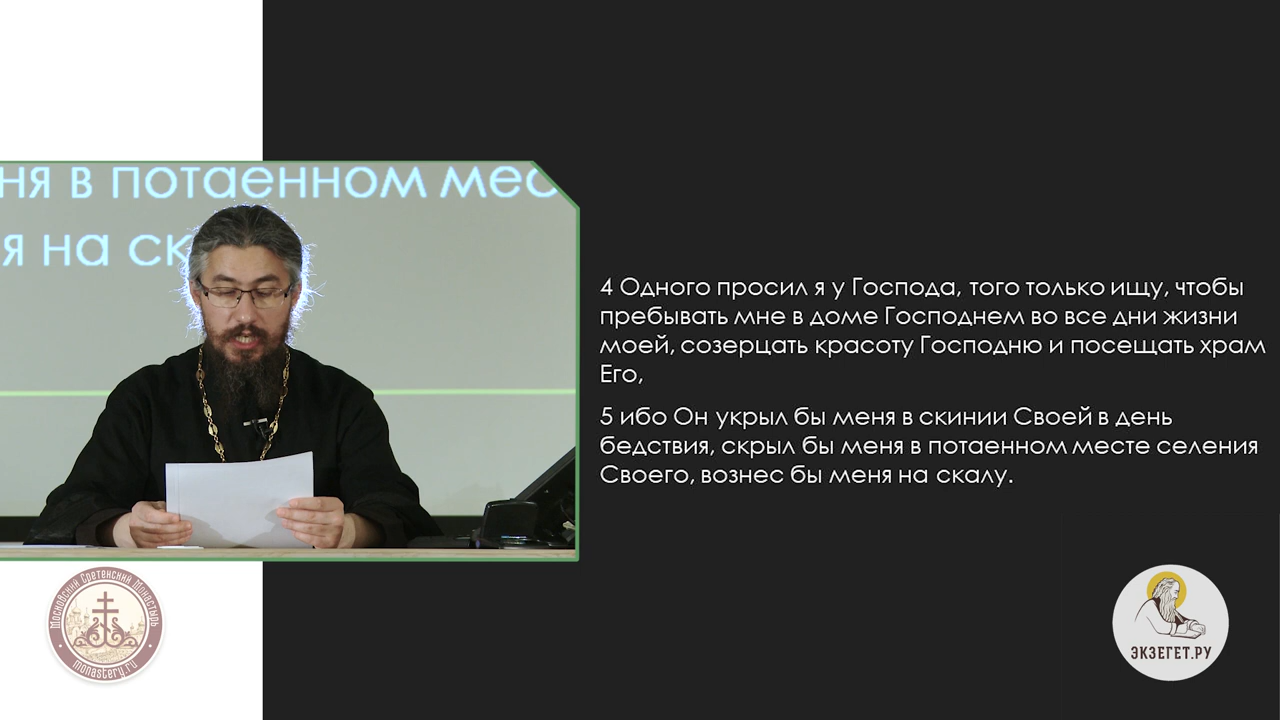 ня в потаенном мес
я на ск
4 Одного просил я у Господа, того только ищу, чтобы
пребывать мне в доме Господнем во все дни жизни
моей, созерцать красоту Господню и посещать храм
Его,
5 ибо Он укрыл бы меня в скинии Своей в день
бедствия, скрыл бы меня в потаенном месте селения
Своего, вознес бы меня на скалу.
Московский Сретенский Монастырь
monastery.ru
ЭКЗЕГЕТ.РУ